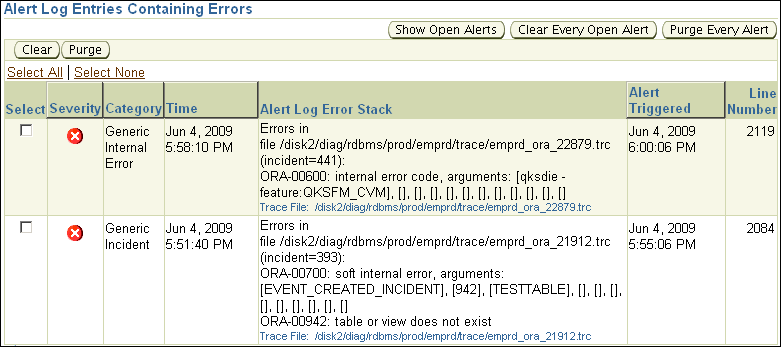 Alert Log Entries Containing Errors
Show Open Alerts Clear Every Open Alert Purge Every Alert
Clear Purge
Select All | Select None
Select Severity Category Time Alert Log Error Stack Alert Triggered Line Number
Generic Internal Error
Jun 4, 2009 5:58:10 PM
Errors in
file /disk2/diag/rdbms/prod/emprd/trace/emprd_ora_22879.trc
(incident=441):
ORA-00600: internal error code, arguments: [qksdie -
feature:QKSFM_CVM], [], [], [], [], [], [], [], [], [], [], []
Trace File: /disk2/diag/rdbms/prod/emprd/trace/emprd_ora_22879.trc
Jun 4, 2009 6:00:06 PM
2119
Generic Incident
Jun 4, 2009 5:51:40 PM
Errors in
file /disk2/diag/rdbms/prod/emprd/trace/emprd_ora_21912.trc
(incident=393):
ORA-00700: soft internal error, arguments:
[EVENT_CREATED_INCIDENT], [942], [TESTTABLE], [], [], [],
[], [], [], [], [], []
ORA-00942: table or view does not exist
Trace File: /disk2/diag/rdbms/prod/emprd/trace/emprd_ora_21912.trc
Jun 4, 2009 5:55:06 PM
2084